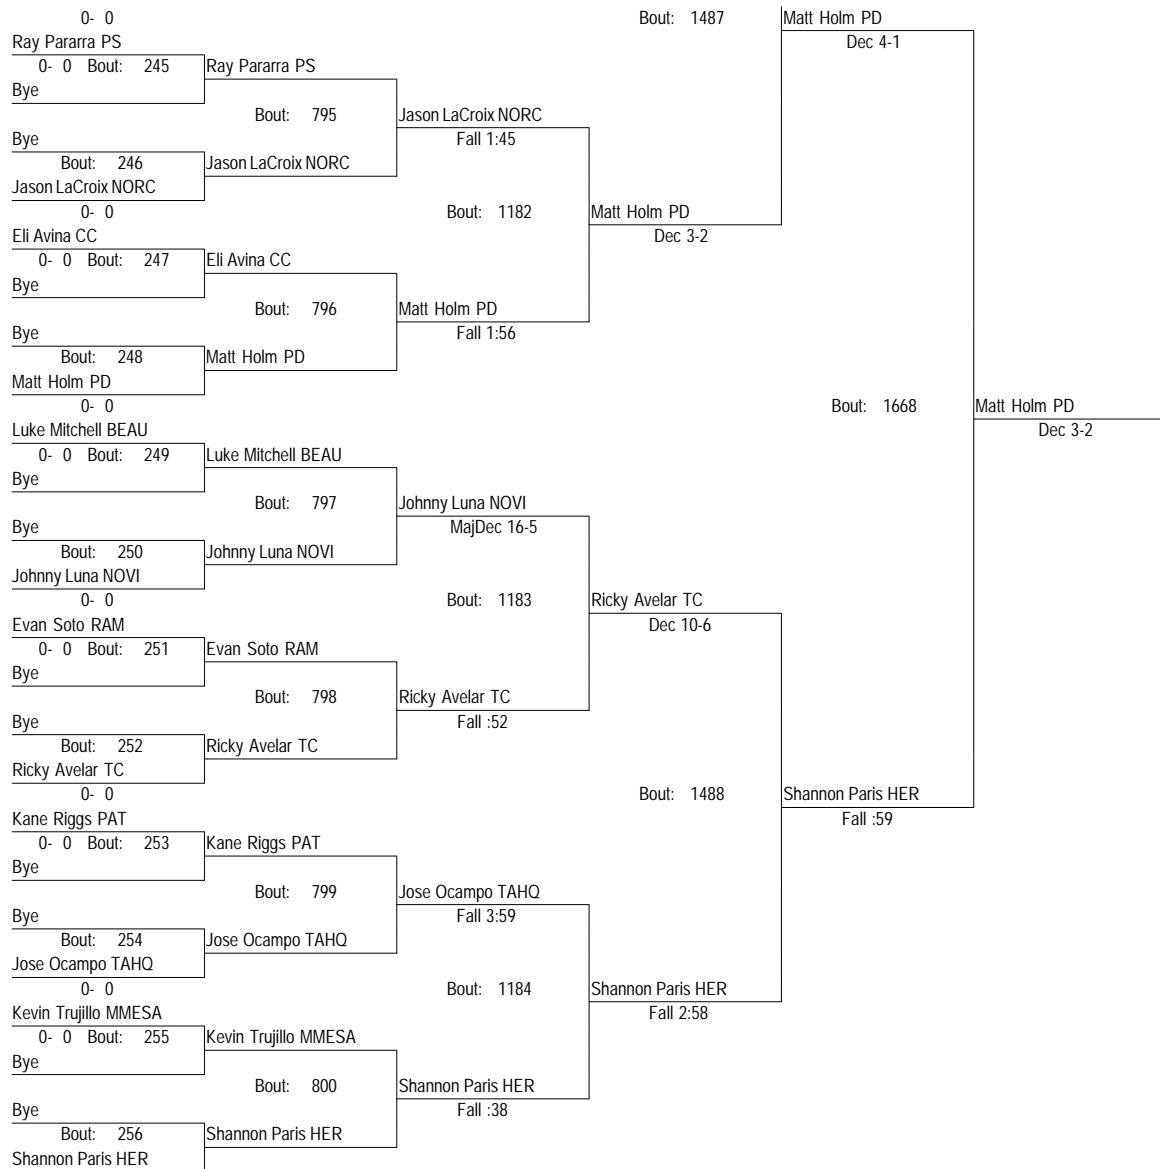 0- 0 Bout: 1487 Matt Holm PD
Ray Pararra PS Dec 4-1
0- 0 Bout: 245 Ray Pararra PS
Bye
Bout: 795 Jason LaCroix NORC
Bye Fall 1:45
Bout: 246 Jason LaCroix NORC
Jason LaCroix NORC
0- 0 Bout: 1182 Matt Holm PD
Eli Avina CC Dec 3-2
0- 0 Bout: 247 Eli Avina CC
Bye
Bout: 796 Matt Holm PD
Bye Fall 1:56
Bout: 248 Matt Holm PD
Matt Holm PD
0- 0 Bout: 1668 Matt Holm PD
Luke Mitchell BEAU Dec 3-2
0- 0 Bout: 249 Luke Mitchell BEAU
Bye
Bout: 797 Johnny Luna NOVI
Bye MajDec 16-5
Bout: 250 Johnny Luna NOVI
Johnny Luna NOVI
0- 0 Bout: 1183 Ricky Avelar TC
Evan Soto RAM Dec 10-6
0- 0 Bout: 251 Evan Soto RAM
Bye
Bout: 798 Ricky Avelar TC
Bye Fall :52
Bout: 252 Ricky Avelar TC
Ricky Avelar TC
0- 0 Bout: 1488 Shannon Paris HER
Kane Riggs PAT Fall :59
0- 0 Bout: 253 Kane Riggs PAT
Bye
Bout: 799 Jose Ocampo TAHQ
Bye Fall 3:59
Bout: 254 Jose Ocampo TAHQ
Jose Ocampo TAHQ
0- 0 Bout: 1184 Shannon Paris HER
Kevin Trujillo MMESA Fall 2:58
0- 0 Bout: 255 Kevin Trujillo MMESA
Bye
Bout: 800 Shannon Paris HER
Bye Fall :38
Bout: 256 Shannon Paris HER
Shannon Paris HER